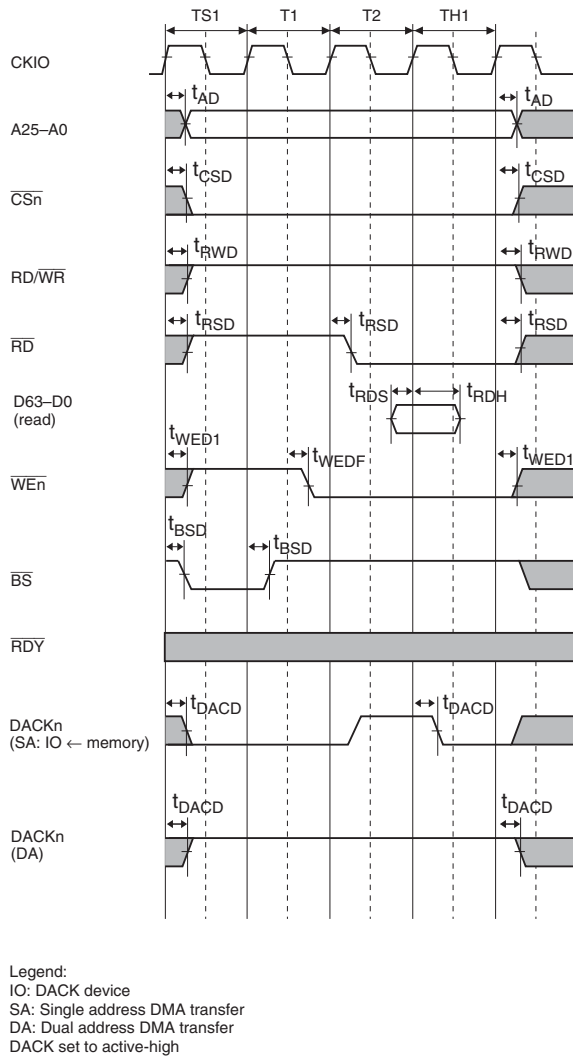 TS1 T1 T2 TH1
CKIO
tAD tAD
A25–A0
tCSD tCSD
CSn
tRWD tRWD
RD/WR
tRSD tRSD tRSD
RD
D63–D0
(read)
tRDS tRDH
tWED1 tWEDF tWED1
WEn
tBSD tBSD
BS
RDY
tDACD tDACD
DACKn
(SA: IO ← memory)
tDACD tDACD
DACKn
(DA)
Legend:
IO: DACK device
SA: Single address DMA transfer
DA: Dual address DMA transfer
DACK set to active-high